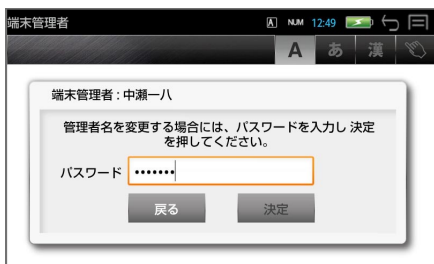 端末管理者 A NUM 12:49
A あ 漢
端末管理者 : 中瀬一八
管理者名を変更する場合には、パスワードを入力し 決定
を押してください。
パスワード •••••••
戻る 決定